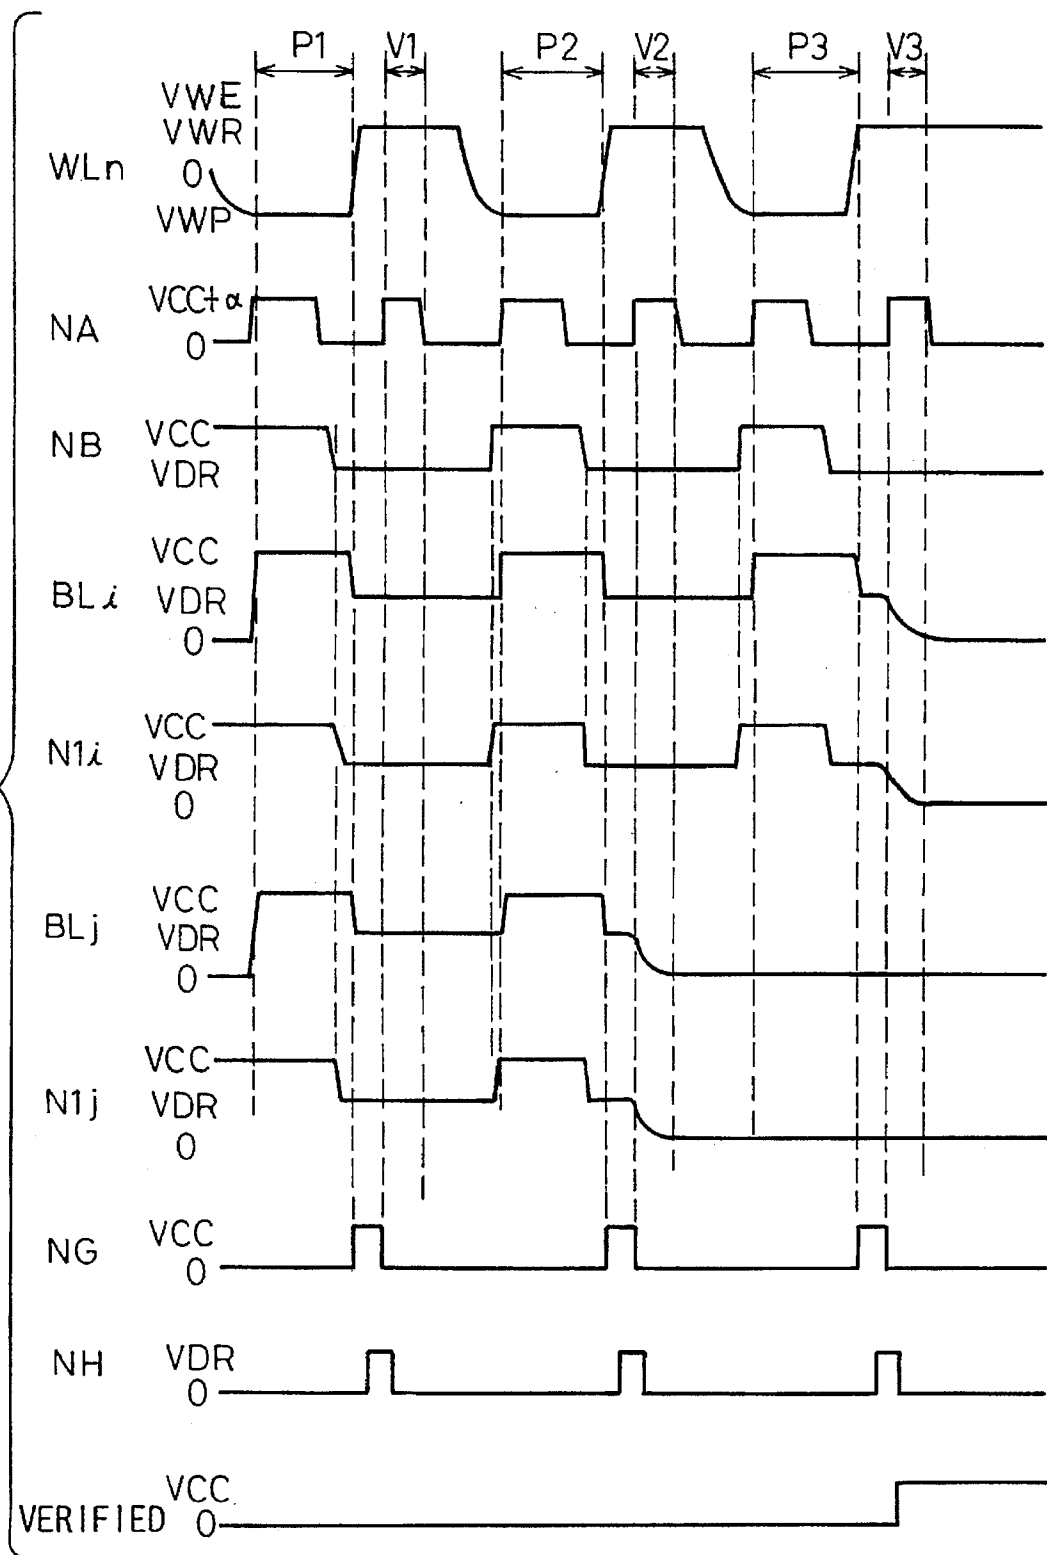 P1 V1 P2 V2 P3 V3
VWE
VWR
WLn 0
VWP
VCC+α
NA 0
NB VCC
VDR
VCC
BLi VDR
0
VCC
N1i VDR
0
VCC
BLj VDR
0
VCC
N1j VDR
0
NG VCC
0
NH VDR
0
VCC
VERIFIED 0